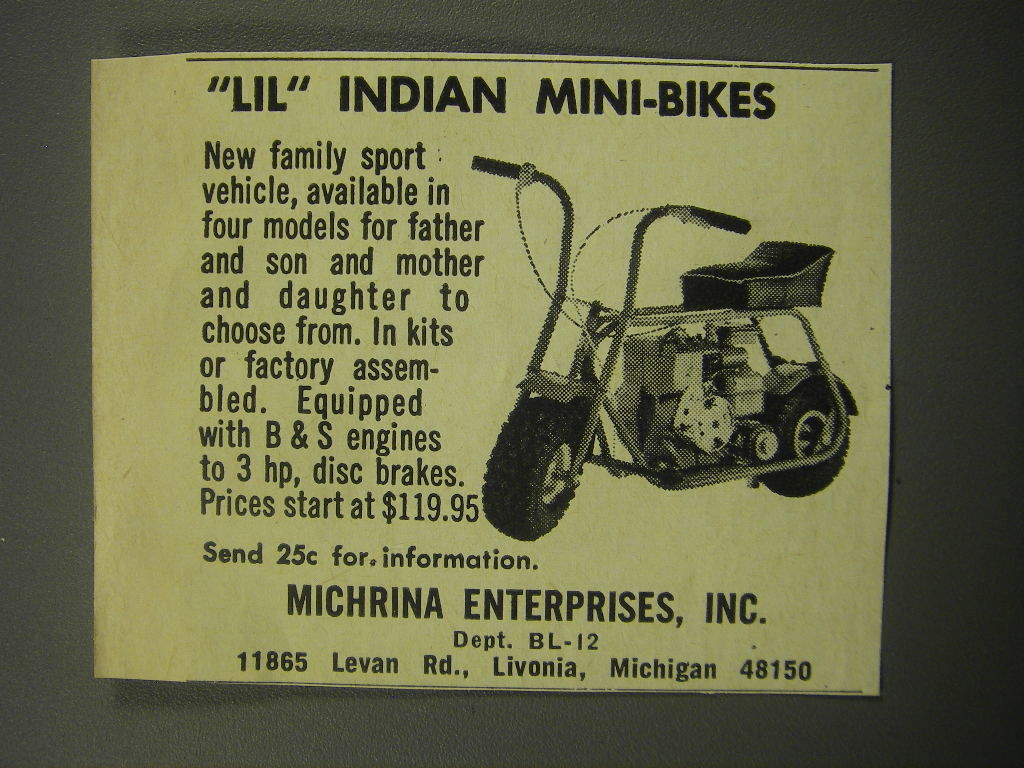 "LIL" INDIAN MINI-BIKES
New family sport
vehicle, available in
four models for father
and son and mother
and daughter to
choose from. In kits
or factory assem-
bled. Equipped
with B & S engines
to 3 hp, disc brakes.
Prices start at $119.95
Send 25c for information.
MICHRINA ENTERPRISES, INC.
Dept. BL-12
11865 Levan Rd., Livonia, Michigan 48150